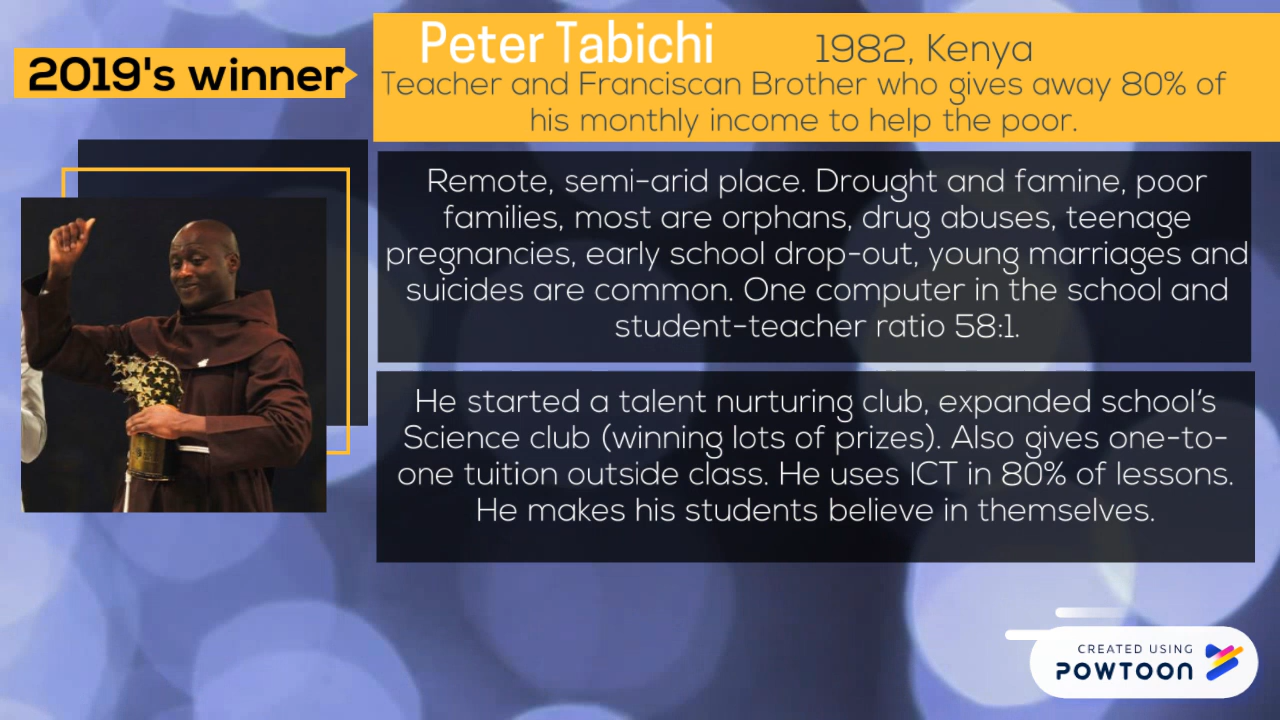 2019's winner
Peter Tabichi 1982, Kenya
Teacher and Franciscan Brother who gives away 80% of
his monthly income to help the poor.
Remote, semi-arid place. Drought and famine, poor
families, most are orphans, drug abuses, teenage
pregnancies, early school drop-out, young marriages and
suicides are common. One computer in the school and
student-teacher ratio 58:1.
He started a talent nurturing club, expanded school's
Science club (winning lots of prizes). Also gives one-to-
one tuition outside class. He uses ICT in 80% of lessons.
He makes his students believe in themselves.
CREATED USING
POWTOON